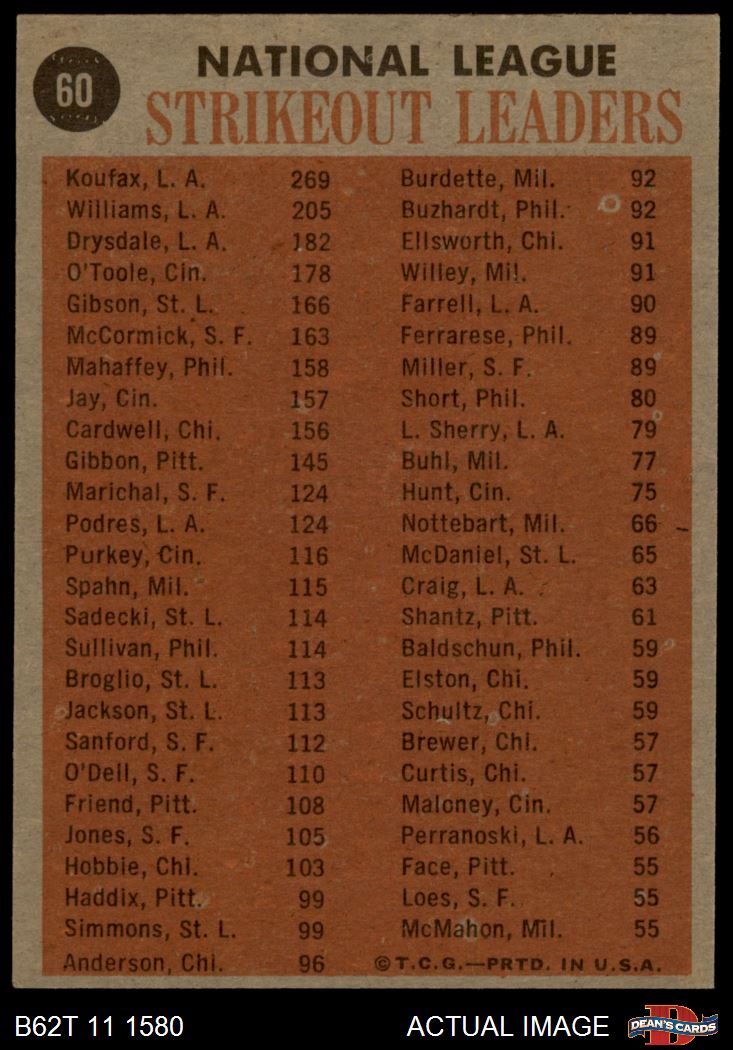 60
NATIONAL LEAGUE
STRIKEOUT LEADERS
Koufax, L. A. 269
Williams, L. A. 205
Drysdale, L. A. 182
O'Toole, Cin. 178
Gibson, St. L. 166
McCormick, S. F. 163
Mahaffey, Phil. 158
Jay, Cin. 157
Cardwell, Chi. 156
Gibbon, Pitt. 145
Marichal, S. F. 124
Podres, L. A. 124
Purkey, Cin. 116
Spahn, Mil. 115
Sadecki, St. L. 114
Sullivan, Phil. 114
Broglio, St. L. 113
Jackson, St. L. 113
Sanford, S. F. 112
O'Dell, S. F. 110
Friend, Pitt. 108
Jones, S. F. 105
Hobbie, Chi. 103
Haddix, Pitt. 99
Simmons, St. L. 99
Anderson, Chi. 96
Burdette, Mil. 92
Buzhardt, Phil. 92
Ellsworth, Chi. 91
Willey, Mil. 91
Farrell, L. A. 90
Ferrarese, Phil. 89
Miller, S. F. 89
Short, Phil. 80
L. Sherry, L. A. 79
Buhl, Mil. 77
Hunt, Cin. 75
Nottebart, Mil. 66
McDaniel, St. L. 65
Craig, L. A. 63
Shantz, Pitt. 61
Baldschun, Phil. 59
Elston, Chi. 59
Schultz, Chi. 59
Brewer, Chi. 57
Curtis, Chi. 57
Maloney, Cin. 57
Perranoski, L. A. 56
Face, Pitt. 55
Loes, S. F. 55
McMahon, Mil. 55
©T.C.G.—PRTD. IN U.S.A.
B62T 11 1580 ACTUAL IMAGE
DEAN'S CARDS